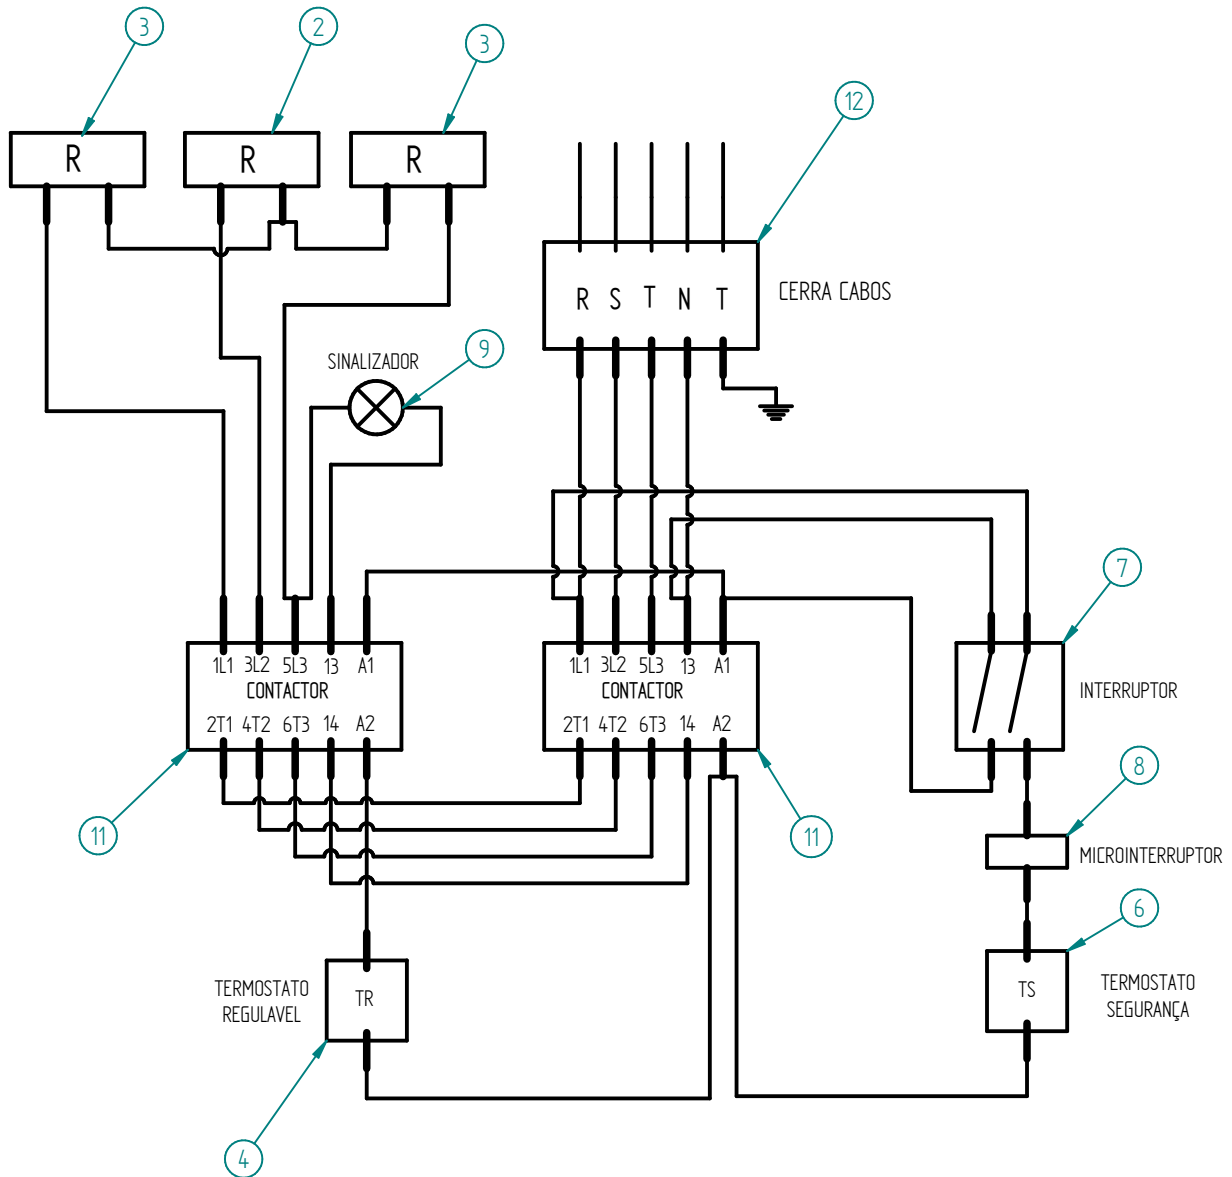 3
2
3
12
R
R
R
R S T N T
CERRA CABOS
9
SINALIZADOR
7
1L1 3L2 5L3 13 A1
CONTACTOR
2T1 4T2 6T3 14 A2
1L1 3L2 5L3 13 A1
CONTACTOR
2T1 4T2 6T3 14 A2
INTERRUPTOR
8
11
11
MICROINTERRUPTOR
6
TERMOSTATO
REGULAVEL
TR
TS
TERMOSTATO
SEGURANÇA
4